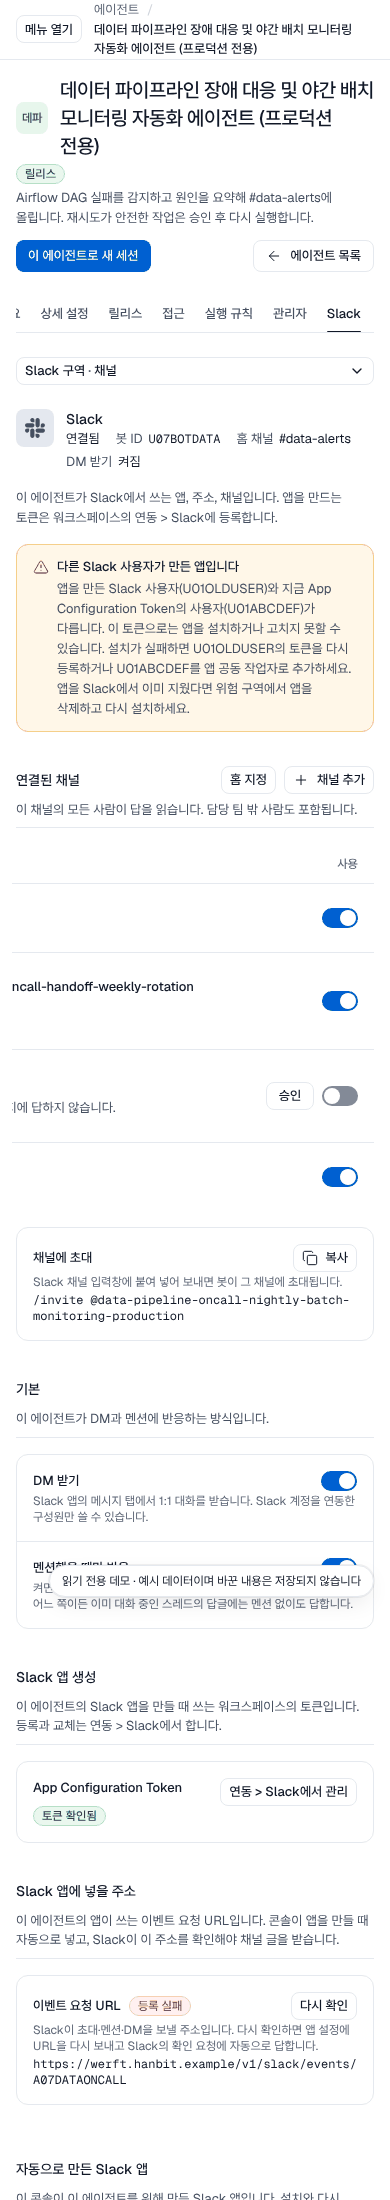 메뉴 열기
에이전트 /
데이터 파이프라인 장애 대응 및 야간 배치 모니터링
자동화 에이전트 (프로덕션 전용)
데파
데이터 파이프라인 장애 대응 및 야간 배치
모니터링 자동화 에이전트 (프로덕션
전용)
릴리스
Airflow DAG 실패를 감지하고 원인을 요약해 #data-alerts에
올립니다. 재시도가 안전한 작업은 승인 후 다시 실행합니다.
이 에이전트로 새 세션
에이전트 목록
상세 설정 릴리스 접근 실행 규칙 관리자 Slack
Slack 구역 · 채널
Slack
연결됨 봇 ID U07BOTDATA 홈 채널 #data-alerts
DM 받기 켜짐
이 에이전트가 Slack에서 쓰는 앱, 주소, 채널입니다. 앱을 만드는
토큰은 워크스페이스의 연동 > Slack에 등록합니다.
다른 Slack 사용자가 만든 앱입니다
앱을 만든 Slack 사용자(U01OLDUSER)와 지금 App
Configuration Token의 사용자(U01ABCDEF)가
다릅니다. 이 토큰으로는 앱을 설치하거나 고치지 못할 수
있습니다. 설치가 실패하면 U01OLDUSER의 토큰을 다시
등록하거나 U01ABCDEF를 앱 공동 작업자로 추가하세요.
앱을 Slack에서 이미 지웠다면 위험 구역에서 앱을
삭제하고 다시 설치하세요.
연결된 채널
홈 지정
채널 추가
이 채널의 모든 사람이 답을 읽습니다. 담당 팀 밖 사람도 포함됩니다.
사용
ncall-handoff-weekly-rotation
승인
에 답하지 않습니다.
채널에 초대
복사
Slack 채널 입력창에 붙여 넣어 보내면 봇이 그 채널에 초대됩니다.
/invite @data-pipeline-oncall-nightly-batch-
monitoring-production
기본
이 에이전트가 DM과 멘션에 반응하는 방식입니다.
DM 받기
Slack 앱의 메시지 탭에서 1:1 대화를 받습니다. Slack 계정을 연동한
구성원만 쓸 수 있습니다.
읽기 전용 데모 · 예시 데이터이며 바꾼 내용은 저장되지 않습니다
어느 쪽이든 이미 대화 중인 스레드의 답글에는 멘션 없이도 답합니다.
Slack 앱 생성
이 에이전트의 Slack 앱을 만들 때 쓰는 워크스페이스의 토큰입니다.
등록과 교체는 연동 > Slack에서 합니다.
App Configuration Token
토큰 확인됨
연동 > Slack에서 관리
Slack 앱에 넣을 주소
이 에이전트의 앱이 쓰는 이벤트 요청 URL입니다. 콘솔이 앱을 만들 때
자동으로 넣고, Slack이 이 주소를 확인해야 채널 글을 받습니다.
이벤트 요청 URL 등록 실패
다시 확인
Slack이 초대·멘션·DM을 보낼 주소입니다. 다시 확인하면 앱 설정에
URL을 다시 보내고 Slack의 확인 요청에 자동으로 답합니다.
https://werft.hanbit.example/v1/slack/events/
A07DATAONCALL
자동으로 만든 Slack 앱
이 콘솔이 이 에이전트를 위해 만든 Slack 앱입니다. 설치와 다시